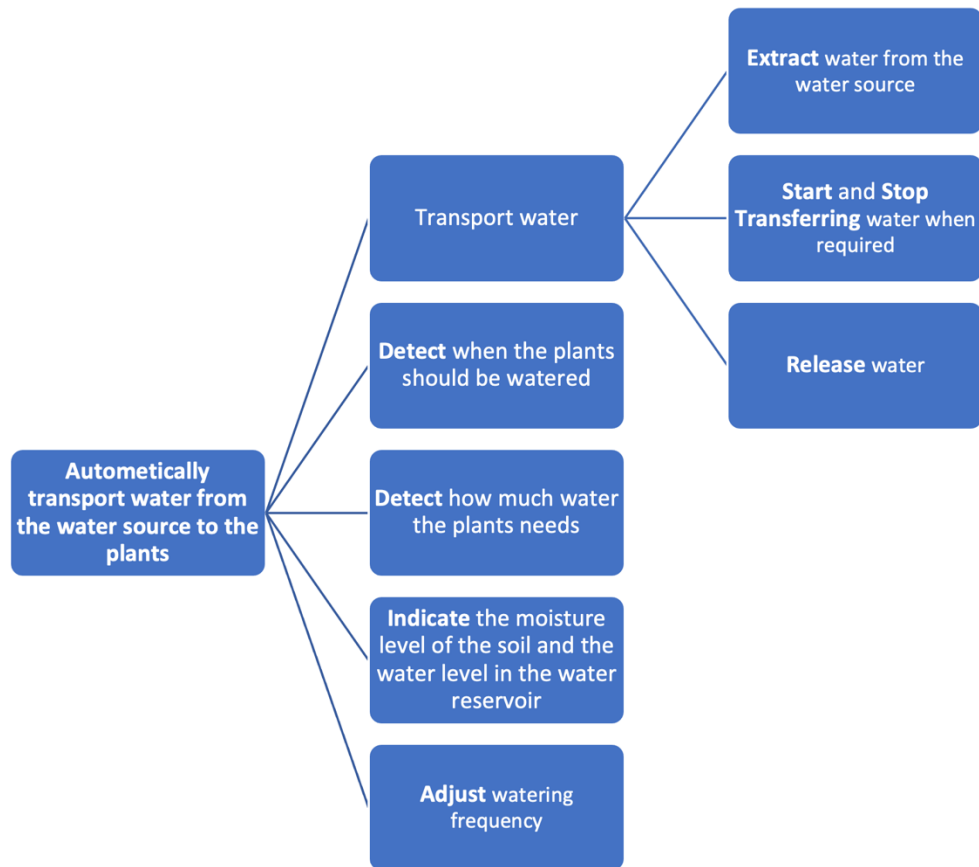 Extract water from the
water source
Transport water
Start and Stop
Transferring water when
required
Detect when the plants
should be watered
Release water
Autometically
transport water from
the water source to the
plants
Detect how much water
the plants needs
Indicate the moisture
level of the soil and the
water level in the water
reservoir
Adjust watering
frequency